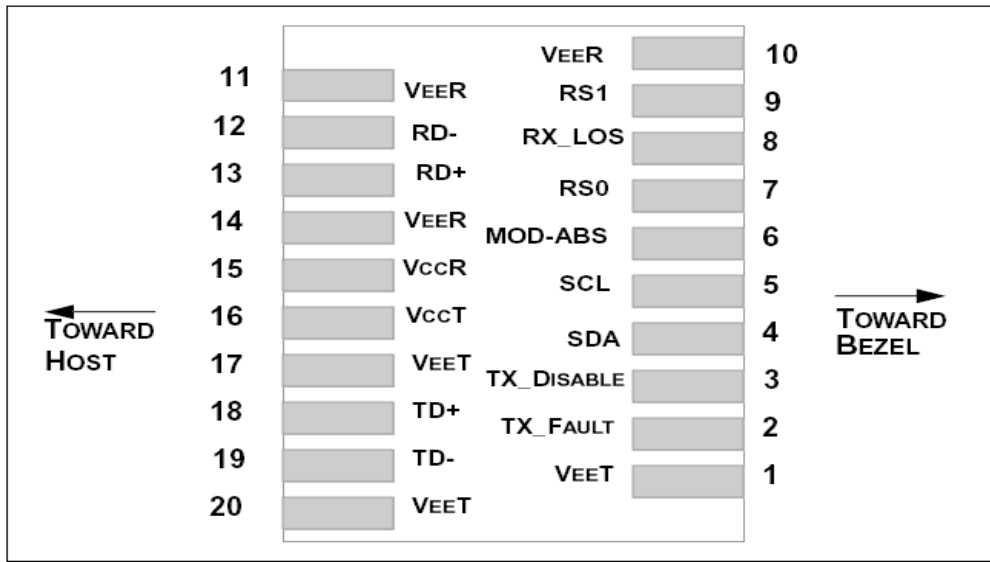 VEER 10
11 VEER
RS1 9
12 RD-
RX_LOS 8
13 RD+
RS0 7
14 VEER
MOD-ABS 6
15 VCCR
SCL 5
16 VCCT
SDA 4
17 VEET
TX_DISABLE 3
18 TD+
TX_FAULT 2
19 TD-
VEET 1
20 VEET
TOWARD
HOST
TOWARD
BEZEL